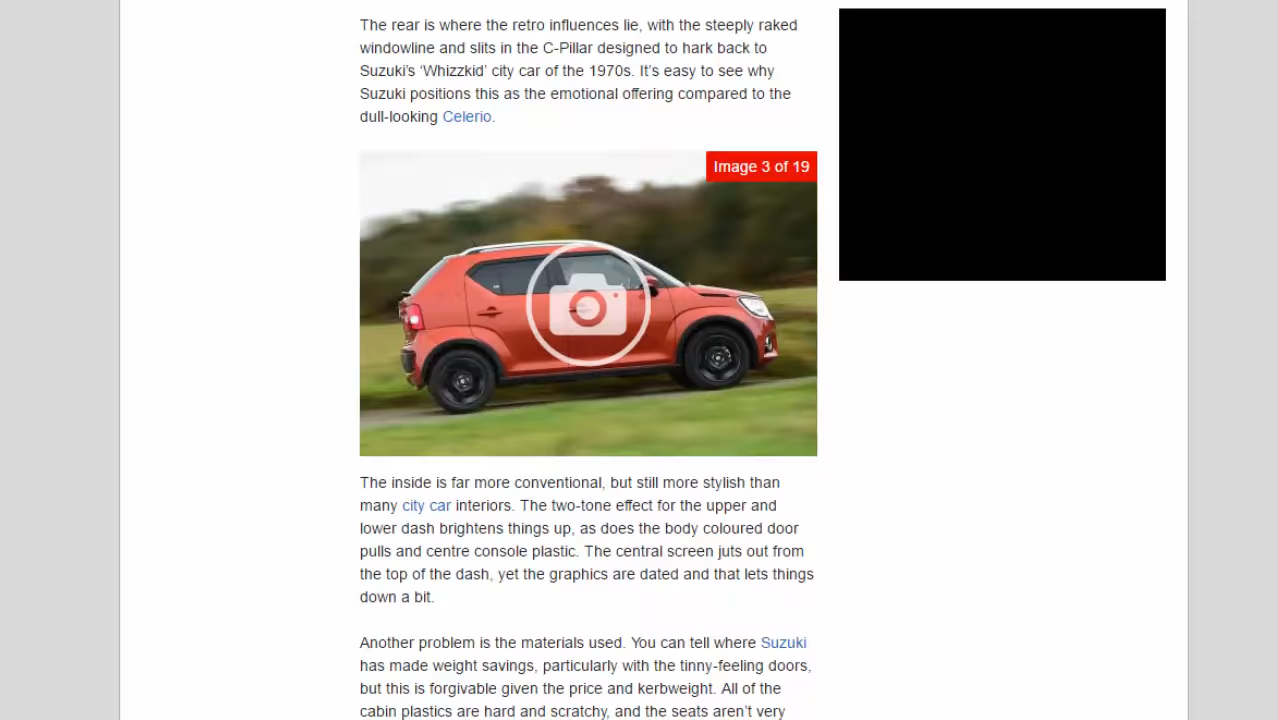 The rear is where the retro influences lie, with the steeply raked
windowline and slits in the C-Pillar designed to hark back to
Suzuki’s ‘Whizzkid’ city car of the 1970s. It’s easy to see why
Suzuki positions this as the emotional offering compared to the
dull-looking Celerio.
Image 3 of 19
The inside is far more conventional, but still more stylish than
many city car interiors. The two-tone effect for the upper and
lower dash brightens things up, as does the body coloured door
pulls and centre console plastic. The central screen juts out from
the top of the dash, yet the graphics are dated and that lets things
down a bit.
Another problem is the materials used. You can tell where Suzuki
has made weight savings, particularly with the tinny-feeling doors,
but this is forgivable given the price and kerbweight. All of the
cabin plastics are hard and scratchy, and the seats aren’t very